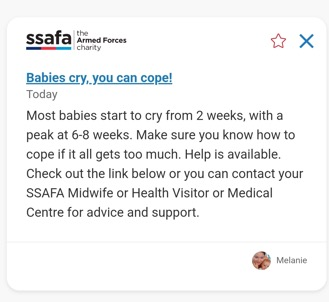 ssafa the
Armed Forces
charity
Babies cry, you can cope!
Today
Most babies start to cry from 2 weeks, with a
peak at 6-8 weeks. Make sure you know how to
cope if it all gets too much. Help is available.
Check out the link below or you can contact your
SSAFA Midwife or Health Visitor or Medical
Centre for advice and support.
Melanie